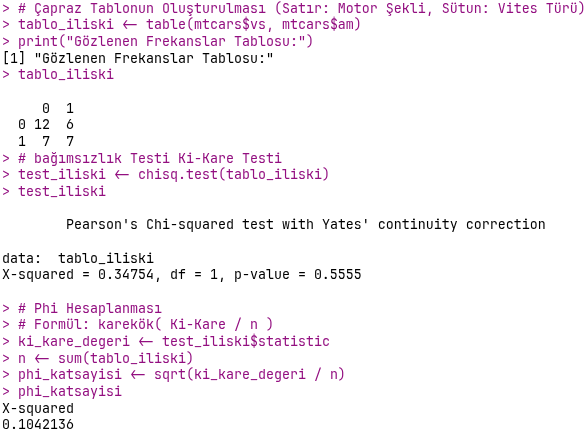 > # Çapraz Tablonun Oluşturulması (Satır: Motor Şekli, Sütun: Vites Türü)
> tablo_iliski <- table(mtcars$vs, mtcars$am)
> print("Gözlenen Frekanslar Tablosu:")
[1] "Gözlenen Frekanslar Tablosu:"
> tablo_iliski
0 1
0 12 6
1 7 7
> # bağımsızlık Testi Ki-Kare Testi
> test_iliski <- chisq.test(tablo_iliski)
> test_iliski
Pearson's Chi-squared test with Yates' continuity correction
data: tablo_iliski
X-squared = 0.34754, df = 1, p-value = 0.5555
> # Phi Hesaplanması
> # Formül: karekök( Ki-Kare / n )
> ki_kare_degeri <- test_iliski$statistic
> n <- sum(tablo_iliski)
> phi_katsayisi <- sqrt(ki_kare_degeri / n)
> phi_katsayisi
X-squared
0.1042136